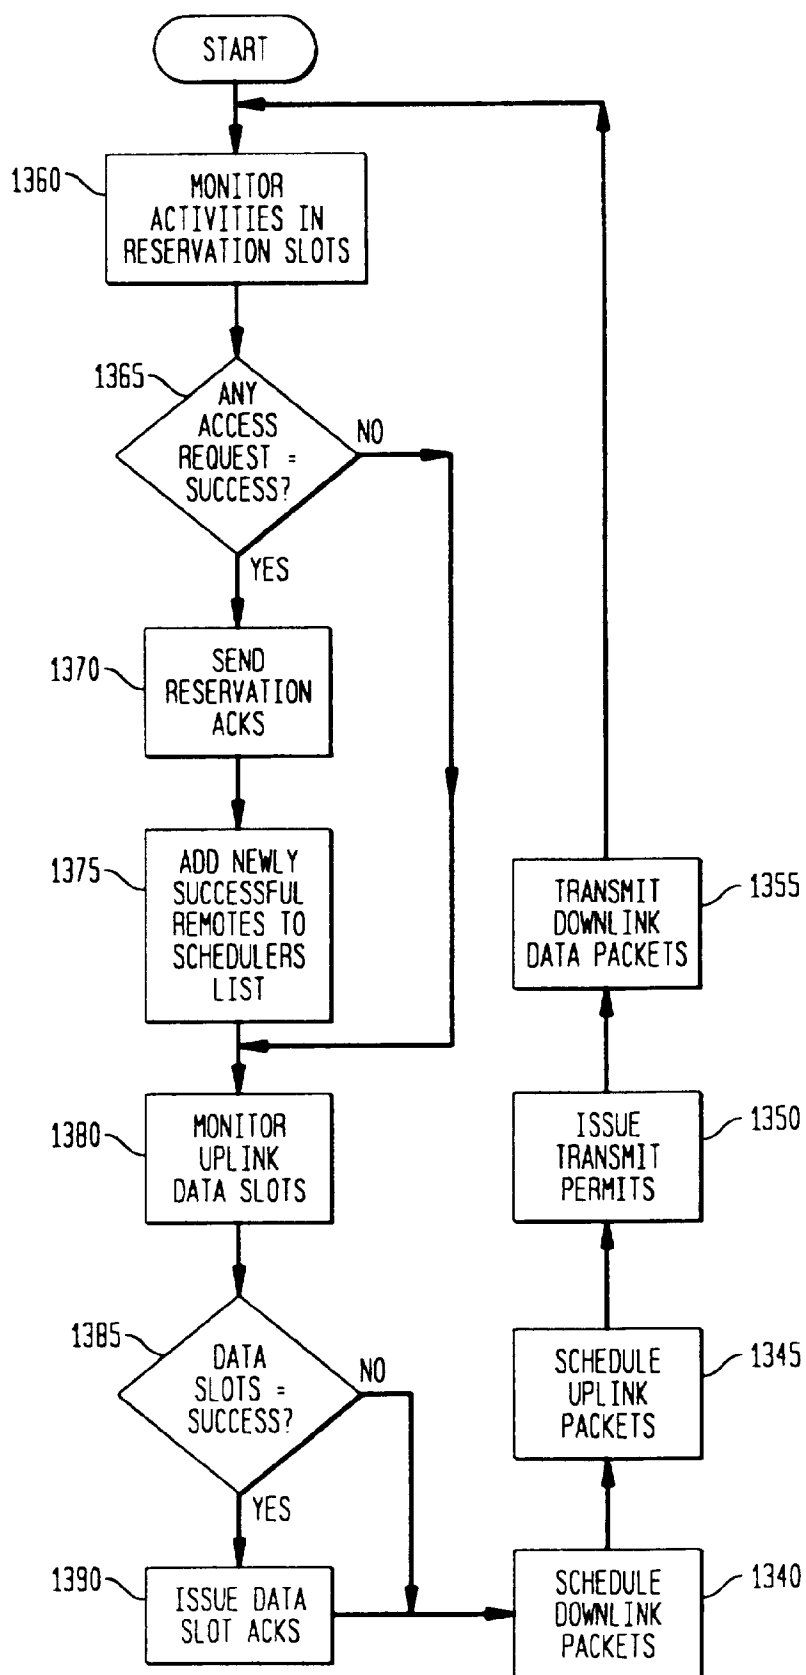 START
1360
MONITOR
ACTIVITIES IN
RESERVATION SLOTS
1365
ANY
ACCESS
REQUEST =
SUCCESS?
NO
YES
1370
SEND
RESERVATION
ACKS
1375
ADD NEWLY
SUCCESSFUL
REMOTES TO
SCHEDULERS
LIST
1380
MONITOR
UPLINK
DATA SLOTS
1385
DATA
SLOTS =
SUCCESS?
NO
YES
1390
ISSUE DATA
SLOT ACKS
SCHEDULE
DOWNLINK
PACKETS
1340
SCHEDULE
UPLINK
PACKETS
1345
ISSUE
TRANSMIT
PERMITS
1350
TRANSMIT
DOWNLINK
DATA PACKETS
1355